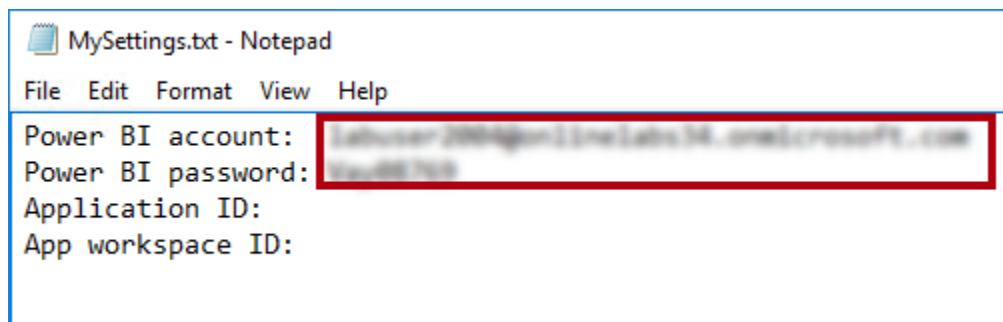 MySettings.txt - Notepad
File Edit Format View Help
Power BI account:
Power BI password:
Application ID:
App workspace ID: